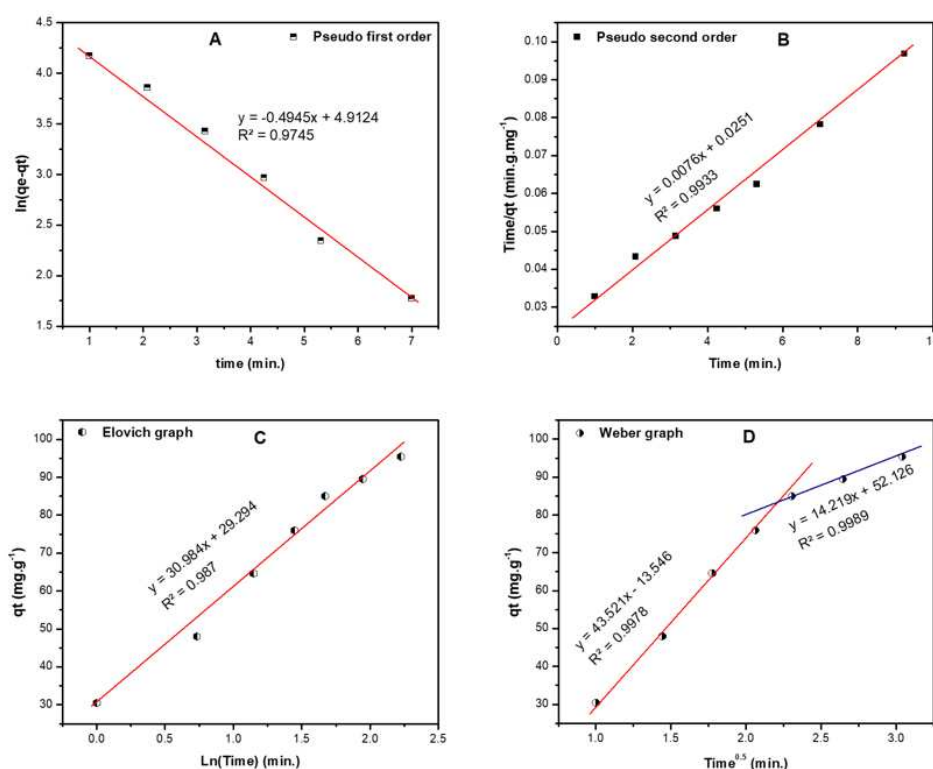 A
Pseudo first order
y = -0.4945x + 4.9124
R² = 0.9745
ln(qe-qt)
4.5
4.0
3.5
3.0
2.5
2.0
1.5
1 2 3 4 5 6 7
time (min.)
B
Pseudo second order
y = 0.0076x + 0.0251
R² = 0.9933
Time/qt (min.g.mg⁻¹)
0.10
0.09
0.08
0.07
0.06
0.05
0.04
0.03
0 2 4 6 8
Time (min.)
C
Elovich graph
y = 30.984x + 29.294
R² = 0.987
qt (mg.g⁻¹)
100
90
80
70
60
50
40
30
0.0 0.5 1.0 1.5 2.0 2.5
Ln(Time) (min.)
D
Weber graph
y = 43.521x - 13.546
R² = 0.9978
y = 14.219x + 52.126
R² = 0.9989
qt (mg.g⁻¹)
100
90
80
70
60
50
40
30
1.0 1.5 2.0 2.5 3.0
Time⁰·⁵(min.)